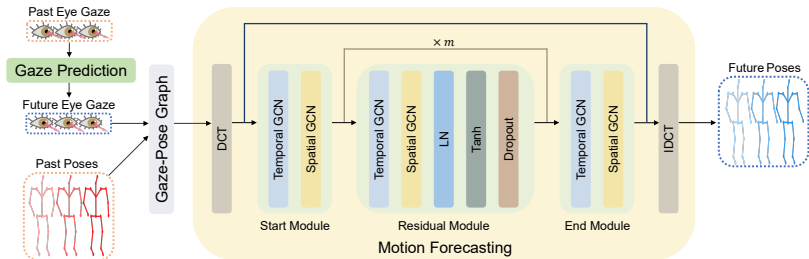 Past Eye Gaze
Gaze Prediction
Future Eye Gaze
Past Poses
Gaze-Pose Graph
DCT
Temporal GCN
Spatial GCN
Start Module
× m
Temporal GCN
Spatial GCN
LN
Tanh
Dropout
Residual Module
Temporal GCN
Spatial GCN
End Module
IDCT
Motion Forecasting
Future Poses